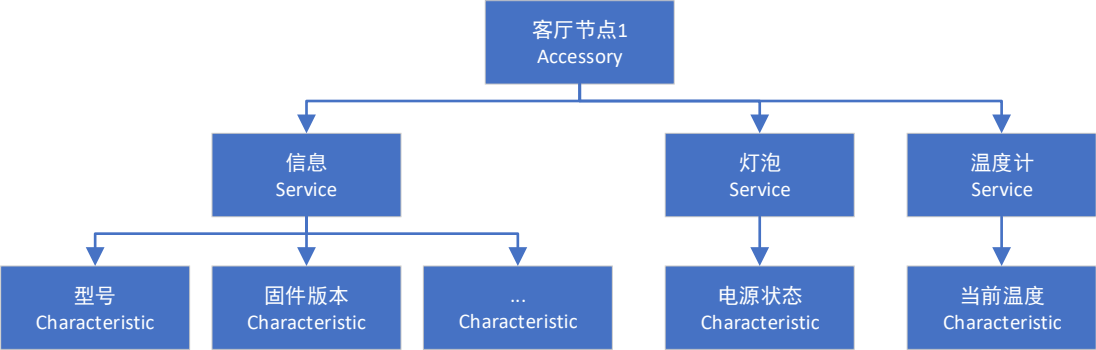 客厅节点1
Accessory
信息
Service
灯泡
Service
温度计
Service
型号
Characteristic
固件版本
Characteristic
...
Characteristic
电源状态
Characteristic
当前温度
Characteristic